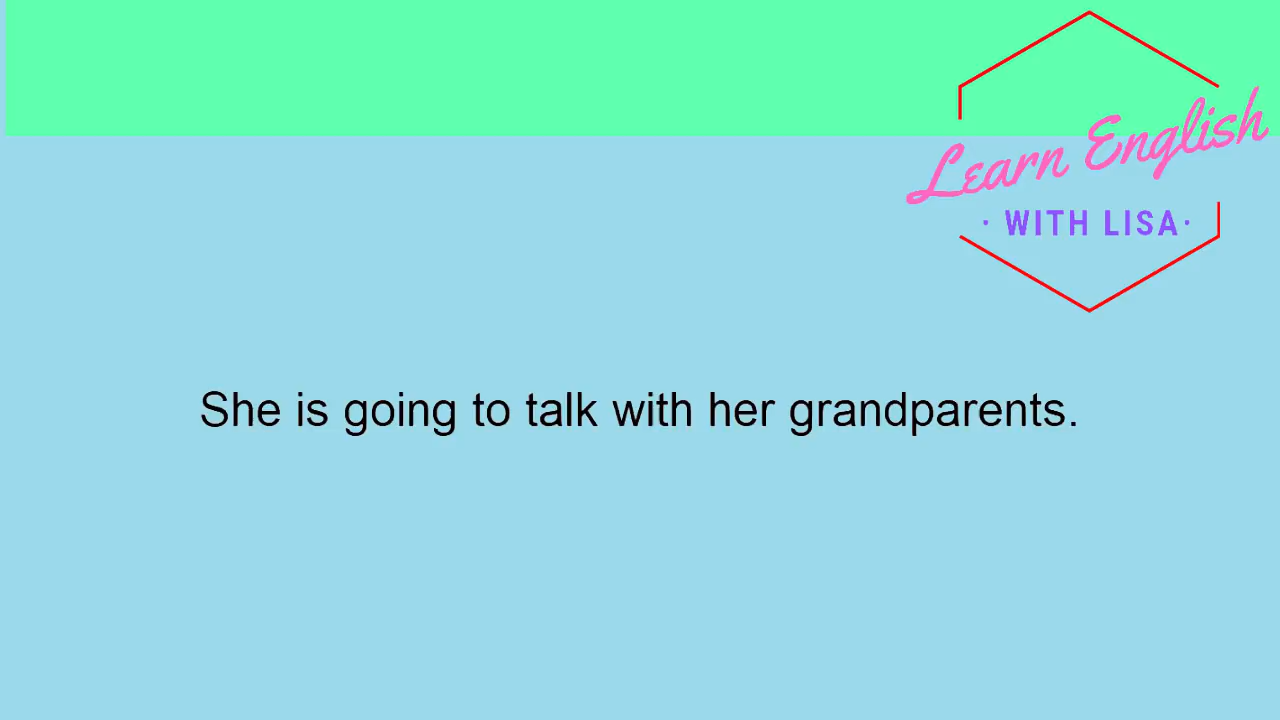 Learn English
· WITH LISA ·
She is going to talk with her grandparents.